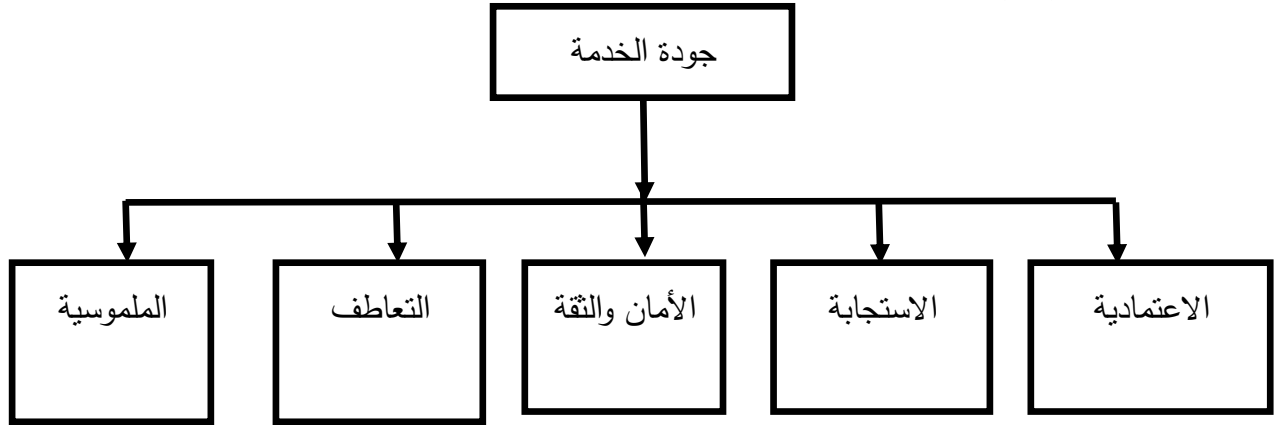 جودة الخدمة
الاعتمادية
الاستجابة
الأمان والثقة
التعاطف
الملموسية